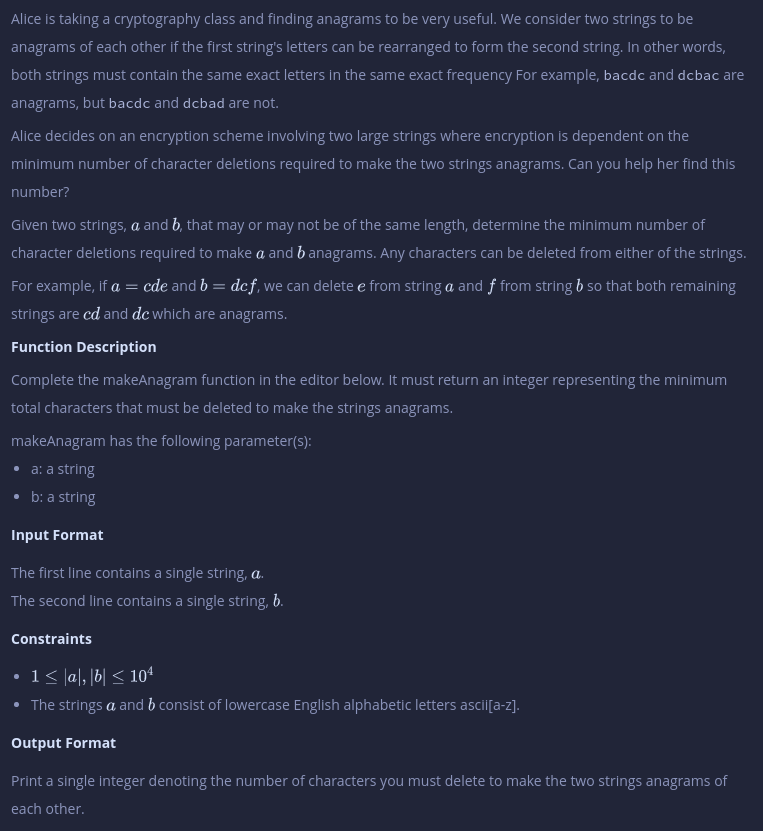 Alice is taking a cryptography class and finding anagrams to be very useful. We consider two strings to be
anagrams of each other if the first string's letters can be rearranged to form the second string. In other words,
both strings must contain the same exact letters in the same exact frequency For example, bacdc and dcbac are
anagrams, but bacdc and dcbad are not.
Alice decides on an encryption scheme involving two large strings where encryption is dependent on the
minimum number of character deletions required to make the two strings anagrams. Can you help her find this
number?
Given two strings, a and b, that may or may not be of the same length, determine the minimum number of
character deletions required to make a and b anagrams. Any characters can be deleted from either of the strings.
For example, if a = cde and b = dcf, we can delete e from string a and f from string b so that both remaining
strings are cd and dc which are anagrams.
Function Description
Complete the makeAnagram function in the editor below. It must return an integer representing the minimum
total characters that must be deleted to make the strings anagrams.
makeAnagram has the following parameter(s):
• a: a string
• b: a string
Input Format
The first line contains a single string, a.
The second line contains a single string, b.
Constraints
• 1 ≤ |a|, |b| ≤ 10⁴
• The strings a and b consist of lowercase English alphabetic letters ascii[a-z].
Output Format
Print a single integer denoting the number of characters you must delete to make the two strings anagrams of
each other.